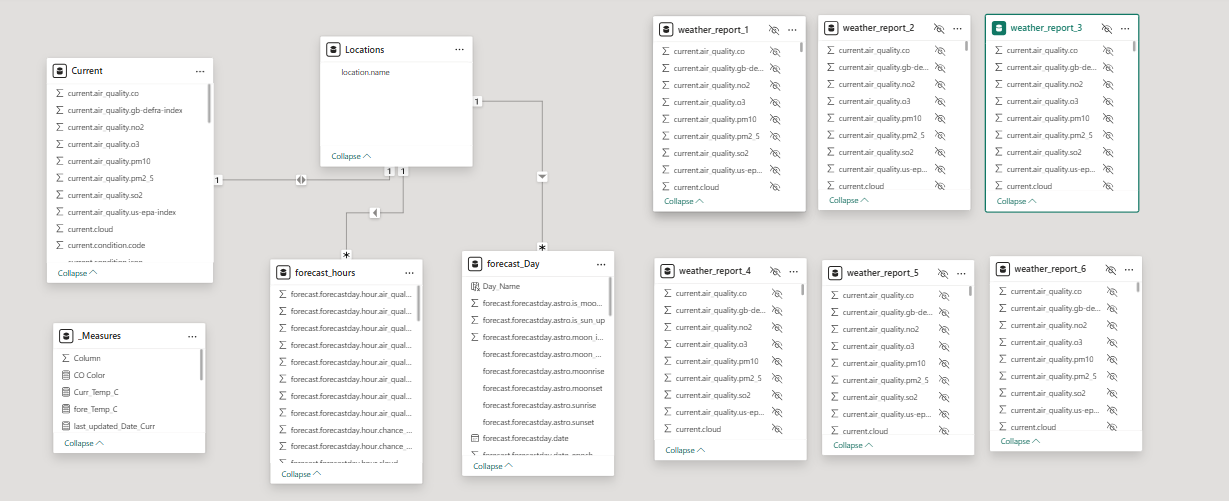 Current
current.air_quality.co
current.air_quality.gb-defra-index
current.air_quality.no2
current.air_quality.o3
current.air_quality.pm10
current.air_quality.pm2_5
current.air_quality.so2
current.air_quality.us-epa-index
current.cloud
current.condition.code
current.condition.icon
Collapse
Locations
location.name
Collapse
1
1
1
1
*
*
_Measures
Column
CO Color
Curr_Temp_C
fore_Temp_C
last_updated_Date_Curr
Collapse
forecast_hours
forecast.forecastday.hour.air_qual...
forecast.forecastday.hour.air_qual...
forecast.forecastday.hour.air_qual...
forecast.forecastday.hour.air_qual...
forecast.forecastday.hour.air_qual...
forecast.forecastday.hour.air_qual...
forecast.forecastday.hour.air_qual...
forecast.forecastday.hour.air_qual...
forecast.forecastday.hour.chance_...
forecast.forecastday.hour.chance_...
forecast.forecastday.hour.cloud
Collapse
forecast_Day
Day_Name
forecast.forecastday.astro.is_moo...
forecast.forecastday.astro.is_sun_up
forecast.forecastday.astro.moon_i...
forecast.forecastday.astro.moon_...
forecast.forecastday.astro.moonrise
forecast.forecastday.astro.moonset
forecast.forecastday.astro.sunrise
forecast.forecastday.astro.sunset
forecast.forecastday.date
forecast.forecastday.date_epoch
Collapse
weather_report_1
current.air_quality.co
current.air_quality.gb-de...
current.air_quality.no2
current.air_quality.o3
current.air_quality.pm10
current.air_quality.pm2_5
current.air_quality.so2
current.air_quality.us-ep...
current.cloud
Collapse
weather_report_2
current.air_quality.co
current.air_quality.gb-de...
current.air_quality.no2
current.air_quality.o3
current.air_quality.pm10
current.air_quality.pm2_5
current.air_quality.so2
current.air_quality.us-ep...
current.cloud
Collapse
weather_report_3
current.air_quality.co
current.air_quality.gb-de...
current.air_quality.no2
current.air_quality.o3
current.air_quality.pm10
current.air_quality.pm2_5
current.air_quality.so2
current.air_quality.us-ep...
current.cloud
Collapse
weather_report_4
current.air_quality.co
current.air_quality.gb-de...
current.air_quality.no2
current.air_quality.o3
current.air_quality.pm10
current.air_quality.pm2_5
current.air_quality.so2
current.air_quality.us-ep...
current.cloud
Collapse
weather_report_5
current.air_quality.co
current.air_quality.gb-de...
current.air_quality.no2
current.air_quality.o3
current.air_quality.pm10
current.air_quality.pm2_5
current.air_quality.so2
current.air_quality.us-ep...
current.cloud
Collapse
weather_report_6
current.air_quality.co
current.air_quality.gb-de...
current.air_quality.no2
current.air_quality.o3
current.air_quality.pm10
current.air_quality.pm2_5
current.air_quality.so2
current.air_quality.us-ep...
current.cloud
Collapse